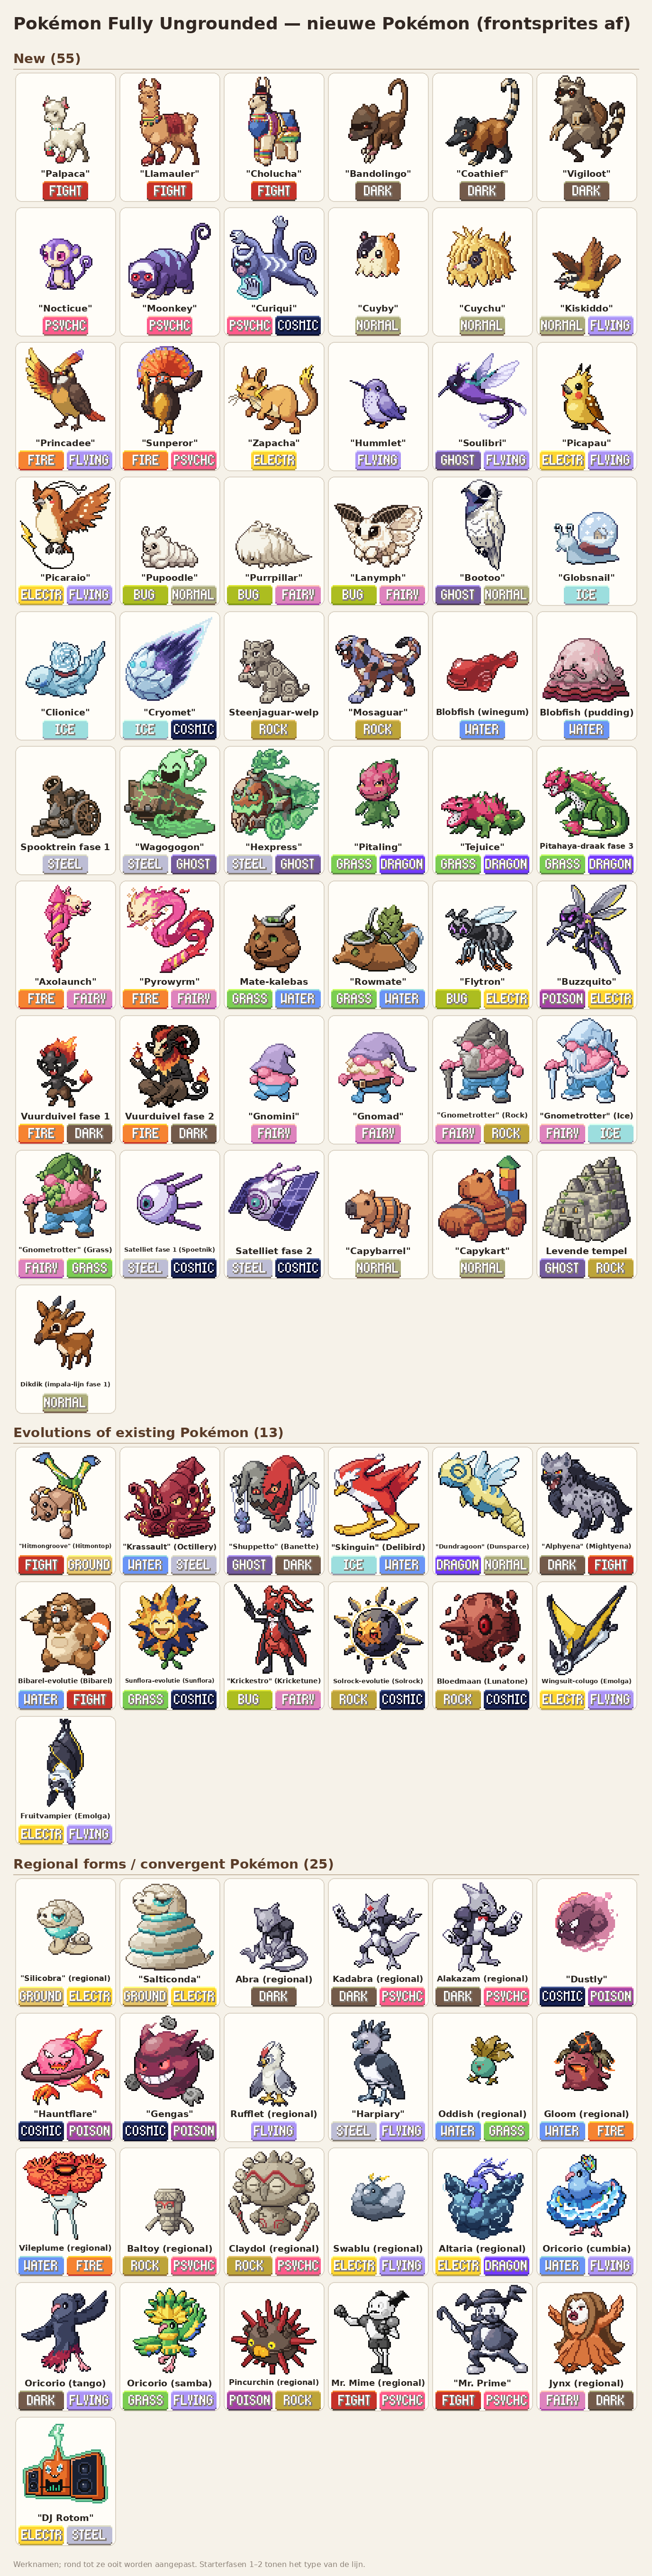 Pokémon Fully Ungrounded — nieuwe Pokémon (frontsprites af)
New (55)
"Palpaca" "Llamauler" "Cholucha" "Bandolingo" "Coathief" "Vigiloot"
FIGHT FIGHT FIGHT DARK DARK DARK
"Nocticue" "Moonkey" "Curiqui" "Cuyby" "Cuychu" "Kiskiddo"
PSYCHC PSYCHC PSYCHC COSMIC NORMAL NORMAL NORMAL FLYING
"Princadee" "Sunperor" "Zapacha" "Hummlet" "Soulibri" "Picapau"
FIRE FLYING FIRE PSYCHC ELECTR FLYING GHOST FLYING ELECTR FLYING
"Picaraio" "Pupoodle" "Purrpillar" "Lanymph" "Bootoo" "Globsnail"
ELECTR FLYING BUG NORMAL BUG FAIRY BUG FAIRY GHOST NORMAL ICE
"Clionice" "Cryomet" Steenjaguar-welp "Mosaguar" Blobfish (winegum) Blobfish (pudding)
ICE ICE COSMIC ROCK ROCK WATER WATER
Spooktrein fase 1 "Wagogogon" "Hexpress" "Pitaling" "Tejuice" Pitahaya-draak fase 3
STEEL STEEL GHOST STEEL GHOST GRASS DRAGON GRASS DRAGON GRASS DRAGON
"Axolaunch" "Pyrowyrm" Mate-kalebas "Rowmate" "Flytron" "Buzzquito"
FIRE FAIRY FIRE FAIRY GRASS WATER GRASS WATER BUG ELECTR POISON ELECTR
Vuurduivel fase 1 Vuurduivel fase 2 "Gnomini" "Gnomad" "Gnometrotter" (Rock) "Gnometrotter" (Ice)
FIRE DARK FIRE DARK FAIRY FAIRY FAIRY ROCK FAIRY ICE
"Gnometrotter" (Grass) Satelliet fase 1 (Spoetnik) Satelliet fase 2 "Capybarrel" "Capykart" Levende tempel
FAIRY GRASS STEEL COSMIC STEEL COSMIC NORMAL NORMAL GHOST ROCK
Dikdik (impala-lijn fase 1)
NORMAL
Evolutions of existing Pokémon (13)
"Hitmongroove" (Hitmontop) "Krassault" (Octillery) "Shuppetto" (Banette) "Skinguin" (Delibird) "Dundragoon" (Dunsparce) "Alphyena" (Mightyena)
FIGHT GROUND WATER STEEL GHOST DARK ICE WATER DRAGON NORMAL DARK FIGHT
Bibarel-evolutie (Bibarel) Sunflora-evolutie (Sunflora) "Krickestro" (Kricketune) Solrock-evolutie (Solrock) Bloedmaan (Lunatone) Wingsuit-colugo (Emolga)
WATER FIGHT GRASS COSMIC BUG FAIRY ROCK COSMIC ROCK COSMIC ELECTR FLYING
Fruitvampier (Emolga)
ELECTR FLYING
Regional forms / convergent Pokémon (25)
"Silicobra" (regional) "Salticonda" Abra (regional) Kadabra (regional) Alakazam (regional) "Dustly"
GROUND ELECTR GROUND ELECTR DARK DARK PSYCHC DARK PSYCHC COSMIC POISON
"Hauntflare" "Gengas" Rufflet (regional) "Harpiary" Oddish (regional) Gloom (regional)
COSMIC POISON COSMIC POISON FLYING STEEL FLYING WATER GRASS WATER FIRE
Vileplume (regional) Baltoy (regional) Claydol (regional) Swablu (regional) Altaria (regional) Oricorio (cumbia)
WATER FIRE ROCK PSYCHC ROCK PSYCHC ELECTR FLYING ELECTR DRAGON WATER FLYING
Oricorio (tango) Oricorio (samba) Pincurchin (regional) Mr. Mime (regional) "Mr. Prime" Jynx (regional)
DARK FLYING GRASS FLYING POISON ROCK FIGHT PSYCHC FIGHT PSYCHC FAIRY DARK
"DJ Rotom"
ELECTR STEEL
Werknamen; rond tot ze ooit worden aangepast. Starterfasen 1–2 tonen het type van de lijn.